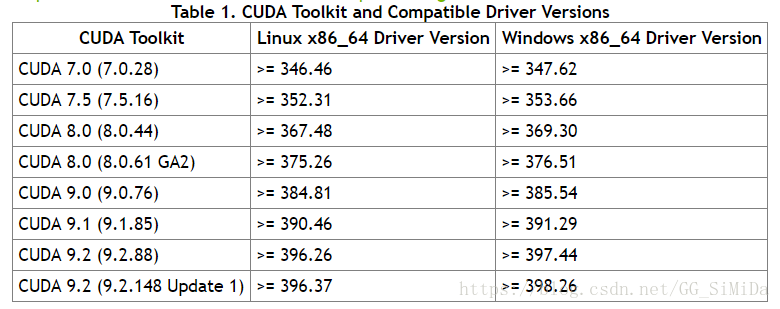 Table 1. CUDA Toolkit and Compatible Driver Versions
CUDA Toolkit Linux x86_64 Driver Version Windows x86_64 Driver Version
CUDA 7.0 (7.0.28) >= 346.46 >= 347.62
CUDA 7.5 (7.5.16) >= 352.31 >= 353.66
CUDA 8.0 (8.0.44) >= 367.48 >= 369.30
CUDA 8.0 (8.0.61 GA2) >= 375.26 >= 376.51
CUDA 9.0 (9.0.76) >= 384.81 >= 385.54
CUDA 9.1 (9.1.85) >= 390.46 >= 391.29
CUDA 9.2 (9.2.88) >= 396.26 >= 397.44
CUDA 9.2 (9.2.148 Update 1) >= 396.37 >= 398.26
https://blog.csdn.net/GG_SiMiDa